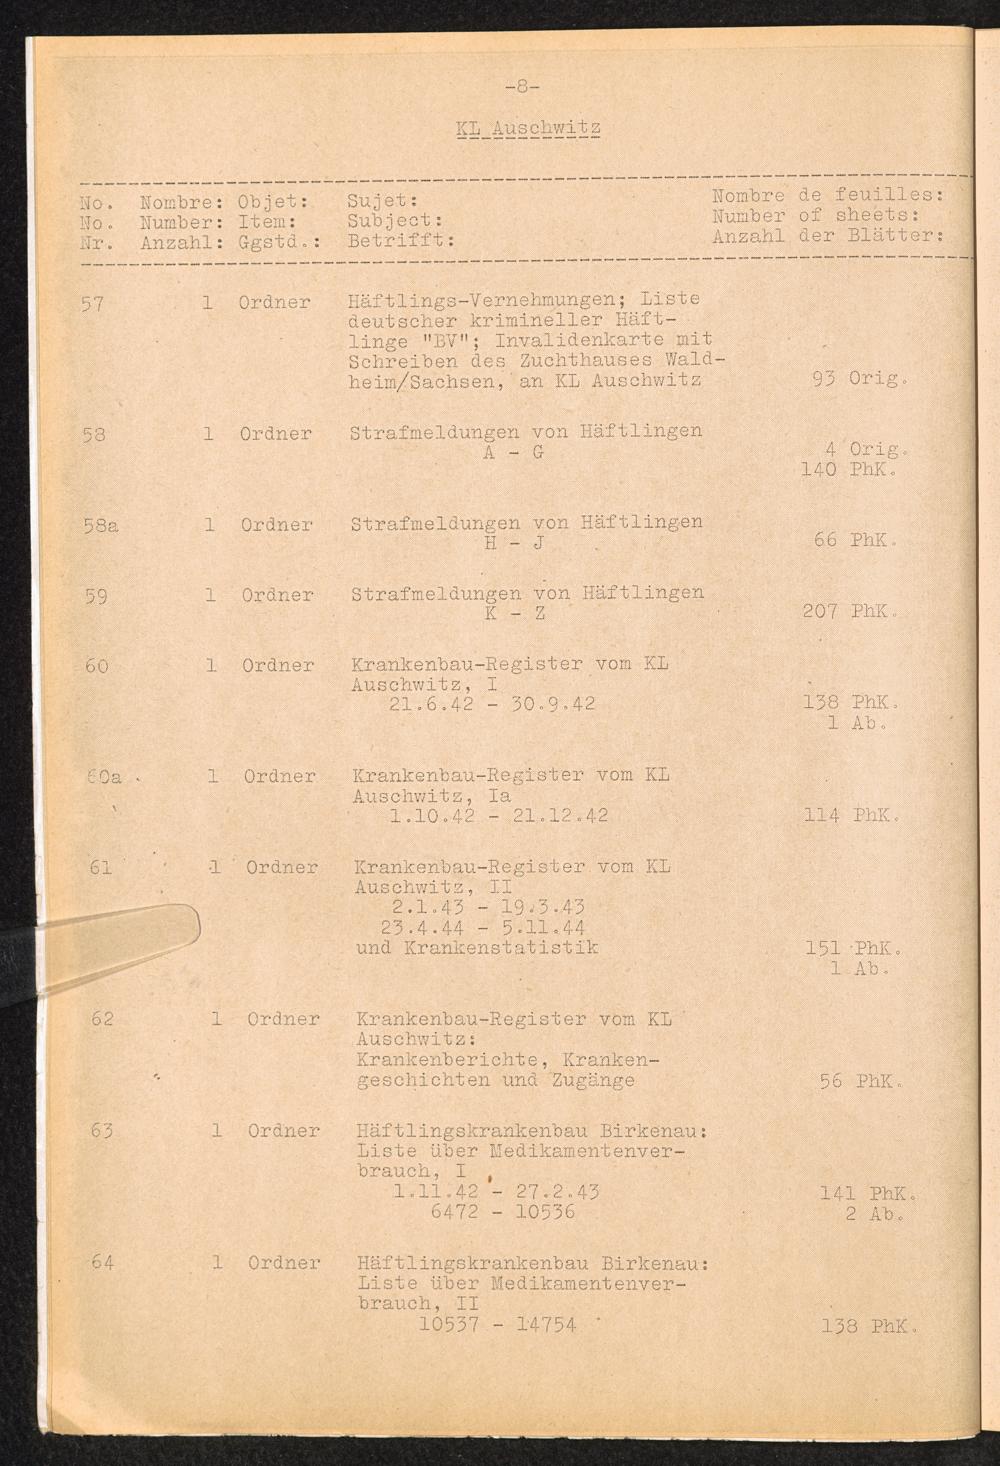 -8-
KL Auschwitz
No. Nombre: Objet: Sujet: Nombre de feuilles:
No. Number: Item: Subject: Number of sheets:
Nr. Anzahl: Ggstd.: Betrifft: Anzahl der Blätter:
57 1 Ordner Häftlings-Vernehmungen; Liste
deutscher krimineller Häft-
linge "BV"; Invalidenkarte mit
Schreiben des Zuchthauses Wald-
heim/Sachsen, an KL Auschwitz 93 Orig.
58 1 Ordner Strafmeldungen von Häftlingen
A - G 4 Orig.
140 PhK.
58a 1 Ordner Strafmeldungen von Häftlingen
H - J 66 PhK.
59 1 Ordner Strafmeldungen von Häftlingen
K - Z 207 PhK.
60 1 Ordner Krankenbau-Register vom KL
Auschwitz, I
21.6.42 - 30.9.42 138 PhK.
1 Ab.
60a 1 Ordner Krankenbau-Register vom KL
Auschwitz, Ia
1.10.42 - 21.12.42 114 PhK.
61 1 Ordner Krankenbau-Register vom KL
Auschwitz, II
2.1.43 - 19.3.43
23.4.44 - 5.11.44
und Krankenstatistik 151 PhK.
1 Ab.
62 1 Ordner Krankenbau-Register vom KL
Auschwitz:
Krankenberichte, Kranken-
geschichten und Zugänge 56 PhK.
63 1 Ordner Häftlingskrankenbau Birkenau:
Liste über Medikamentenver-
brauch, I
1.11.42 - 27.2.43 141 PhK.
6472 - 10536 2 Ab.
64 1 Ordner Häftlingskrankenbau Birkenau:
Liste über Medikamentenver-
brauch, II
10537 - 14754 138 PhK.